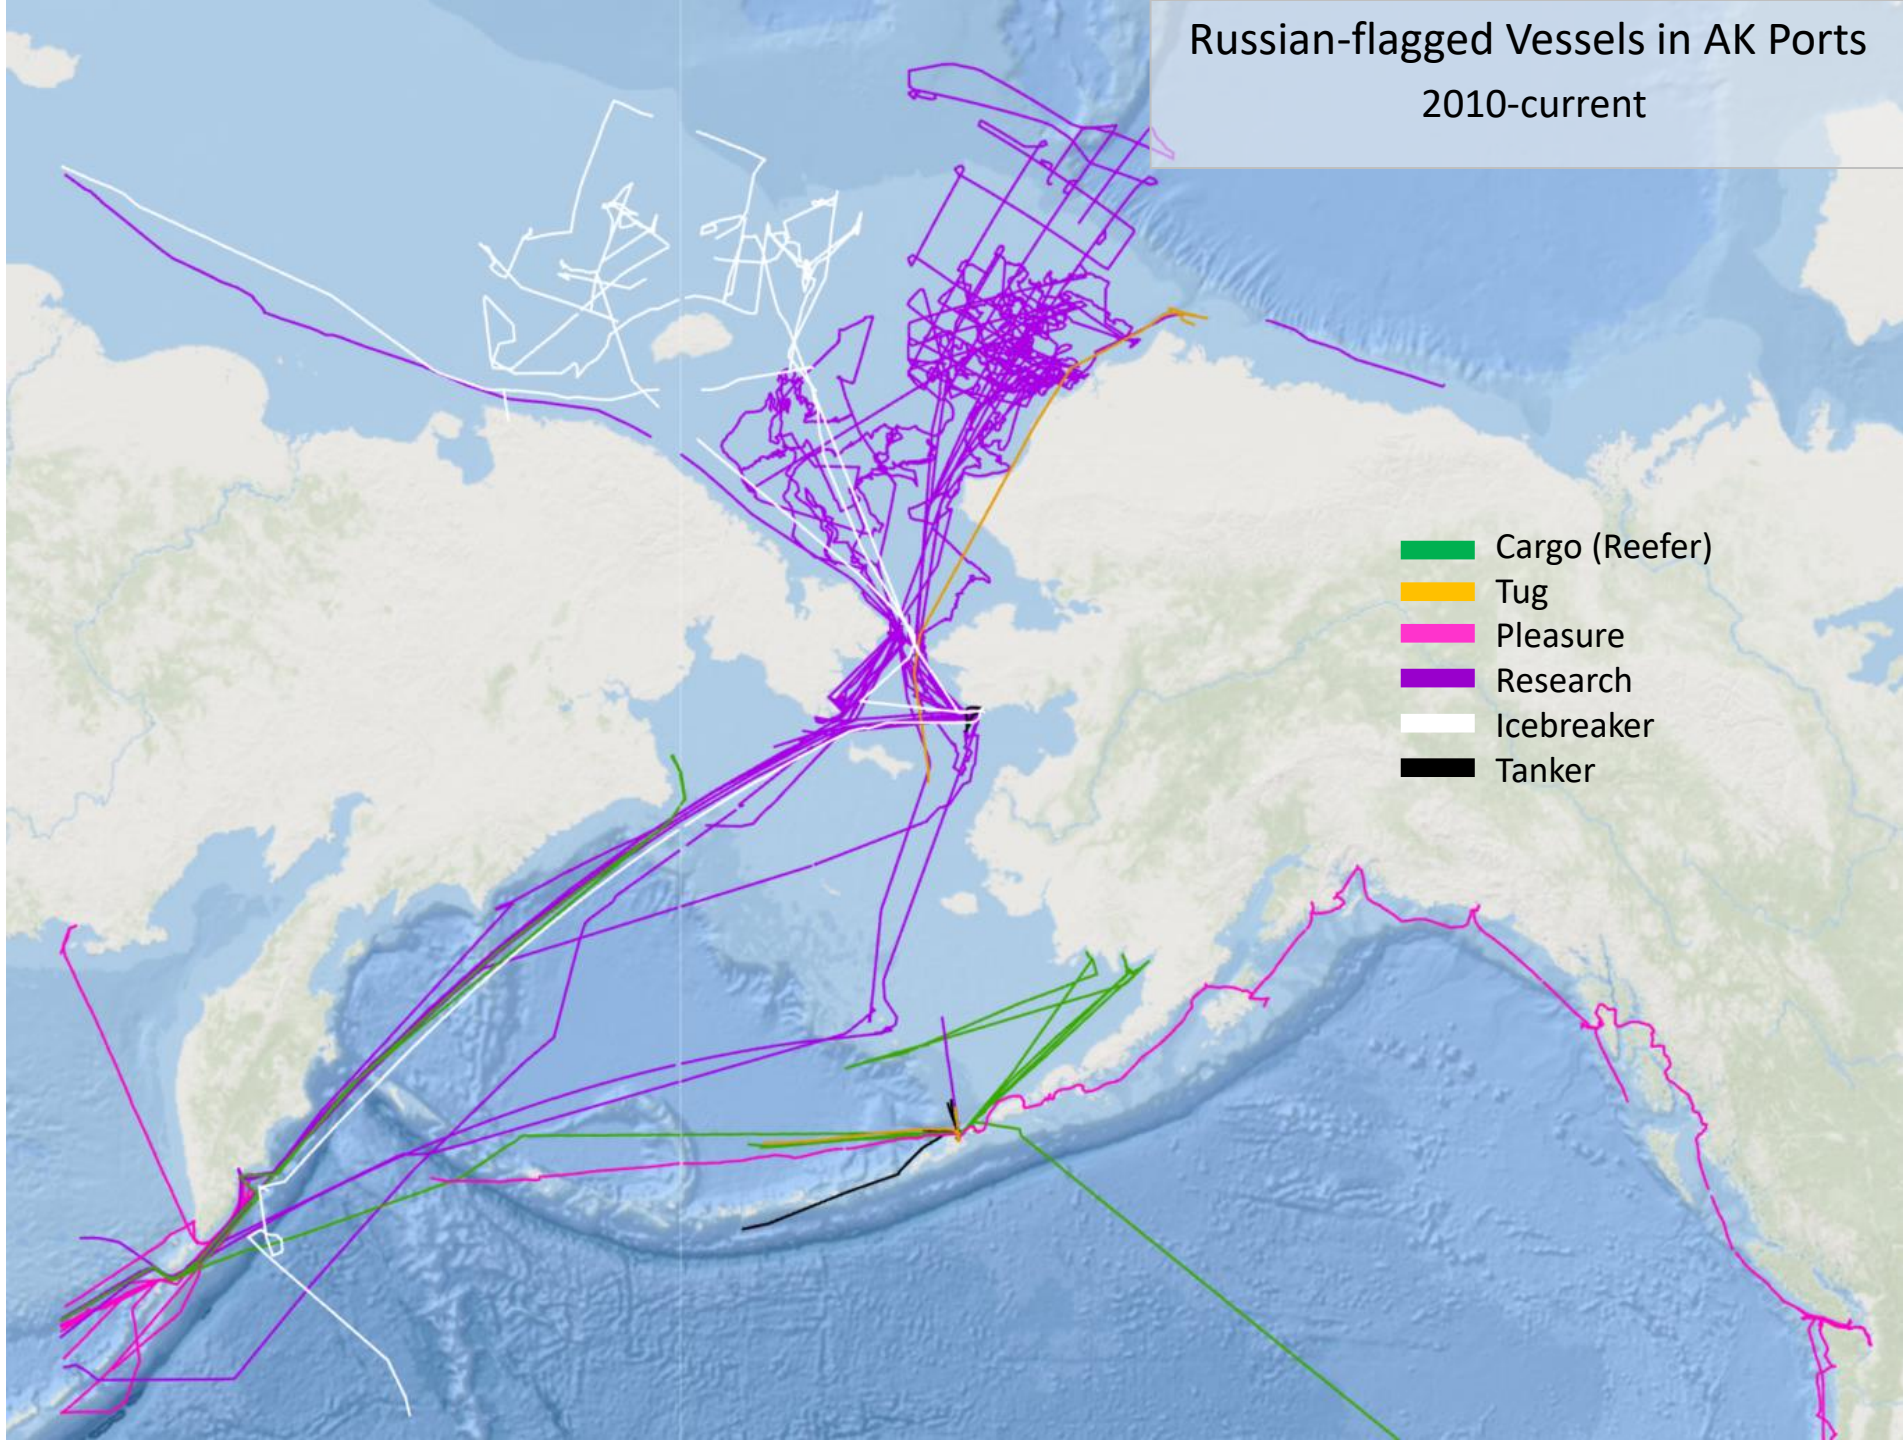 Russian-flagged Vessels in AK Ports
2010-current
Cargo (Reefer)
Tug
Pleasure
Research
Icebreaker
Tanker